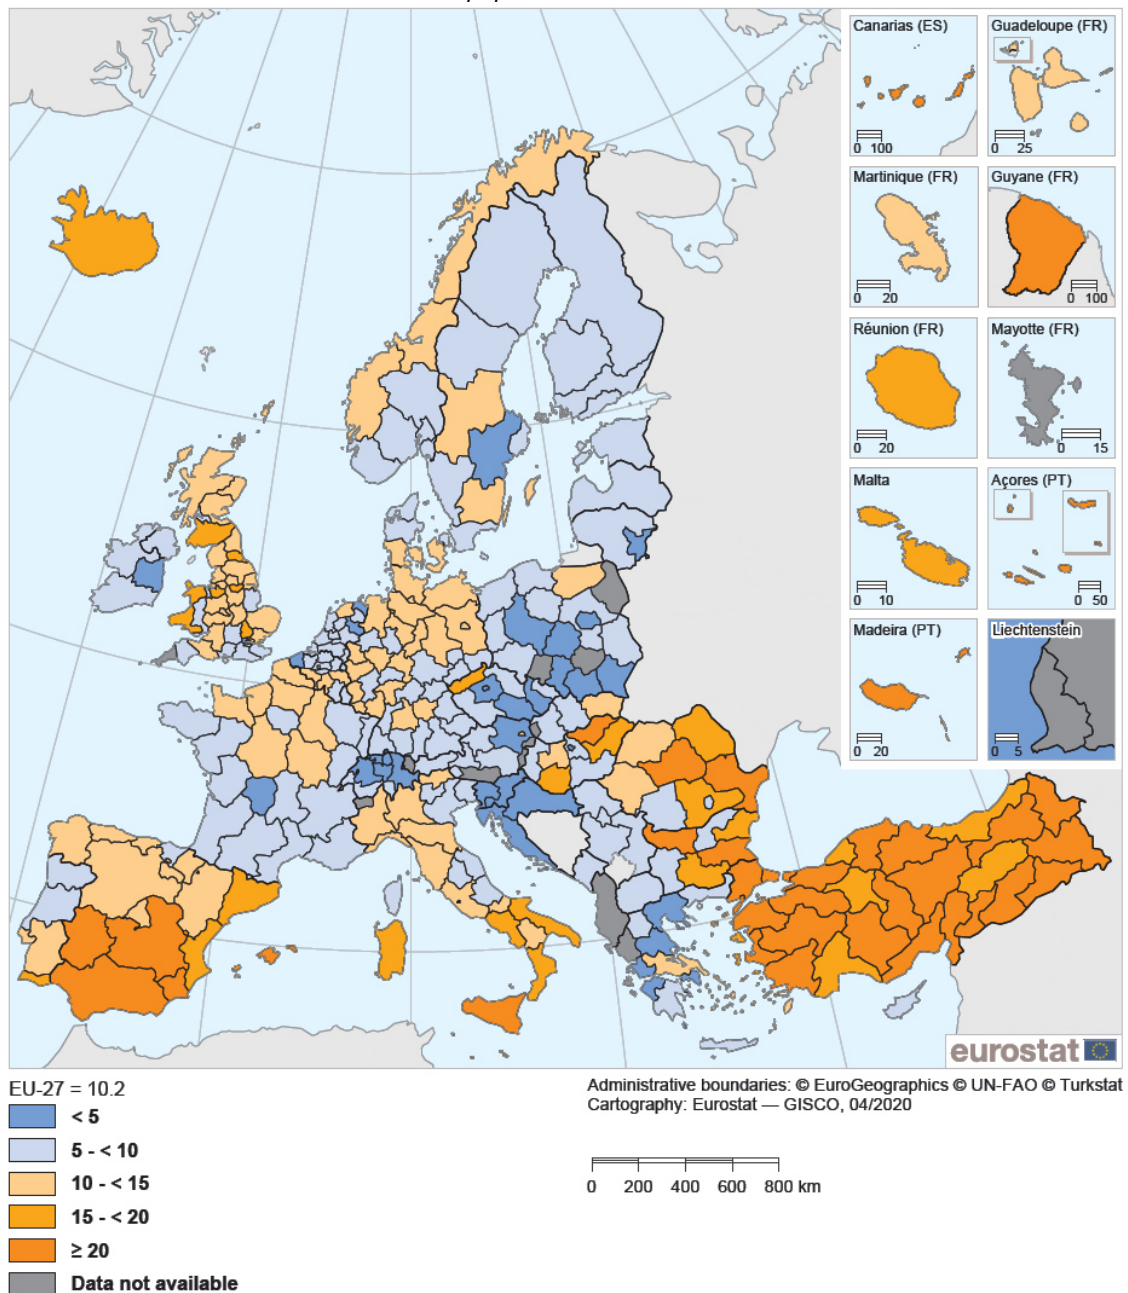 Canarias (ES)
0 100
Guadeloupe (FR)
0 25
Martinique (FR)
0 20
Guyane (FR)
0 100
Réunion (FR)
0 20
Mayotte (FR)
0 15
Malta
0 10
Açores (PT)
0 50
Madeira (PT)
0 20
Liechtenstein
0 5
eurostat
EU-27 = 10.2
< 5
5 - < 10
10 - < 15
15 - < 20
≥ 20
Data not available
Administrative boundaries: © EuroGeographics © UN-FAO © Turkstat
Cartography: Eurostat — GISCO, 04/2020
0 200 400 600 800 km